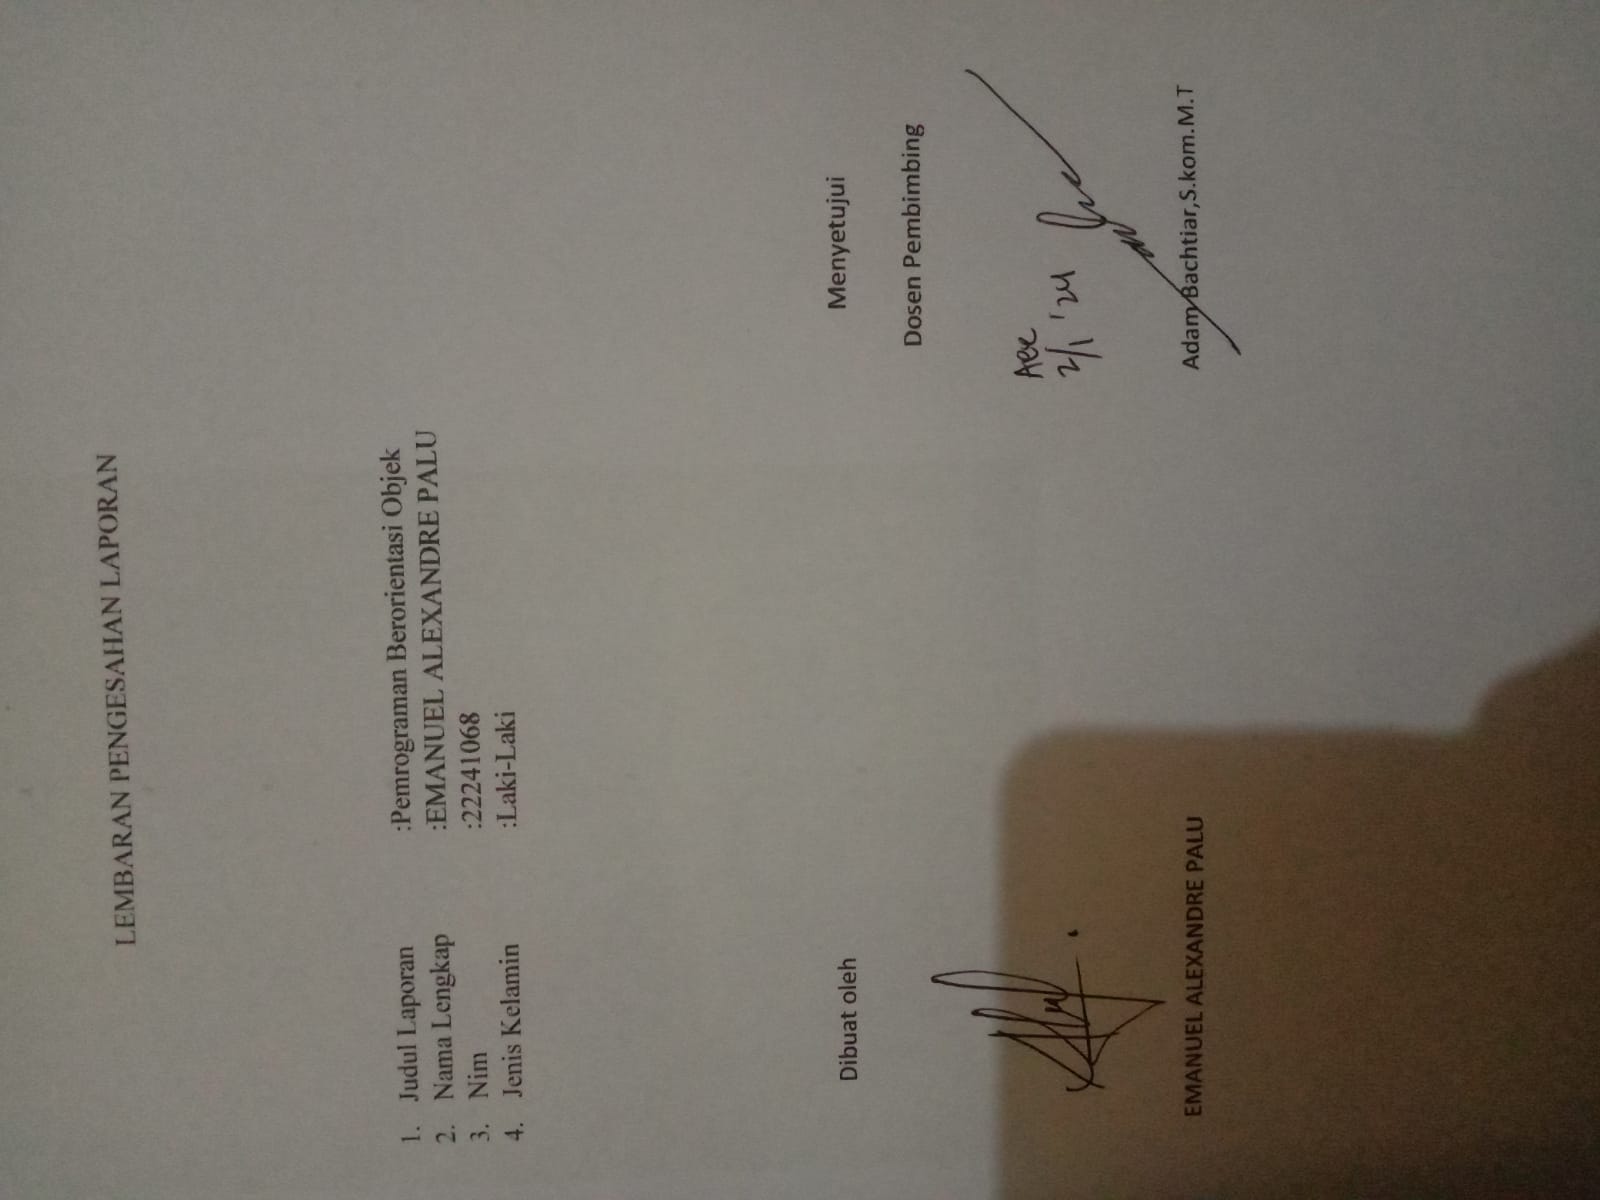 LEMBARAN PENGESAHAN LAPORAN
1. Judul Laporan :Pemrograman Berorientasi Objek
2. Nama Lengkap :EMANUEL ALEXANDRE PALU
3. Nim :22241068
4. Jenis Kelamin :Laki-Laki
Dibuat oleh Menyetujui
Dosen Pembimbing
Acc
2/1 '24
EMANUEL ALEXANDRE PALU Adam Bachtiar,S.kom.M.T